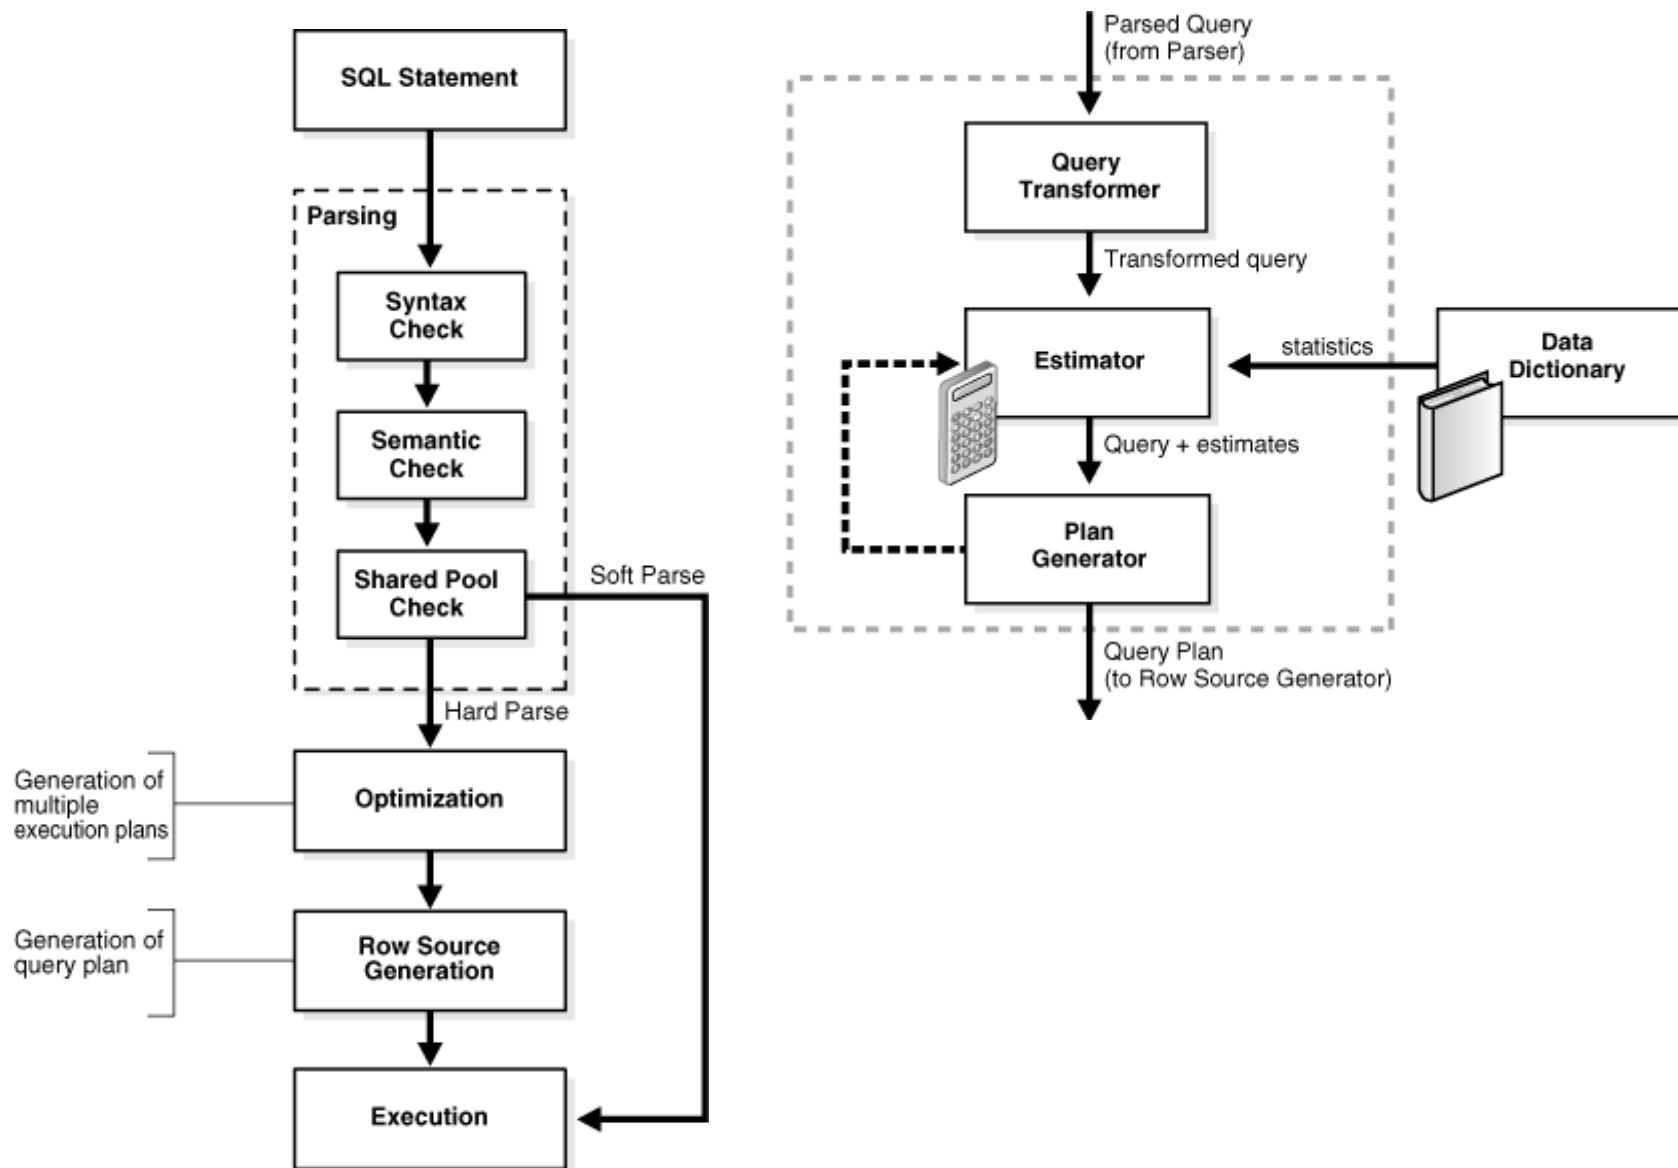 SQL Statement
Parsing
Syntax
Check
Semantic
Check
Shared Pool
Check
Soft Parse
Hard Parse
Generation of
multiple
execution plans
Optimization
Generation of
query plan
Row Source
Generation
Execution
Parsed Query
(from Parser)
Query
Transformer
Transformed query
Estimator
statistics
Data
Dictionary
Query + estimates
Plan
Generator
Query Plan
(to Row Source Generator)